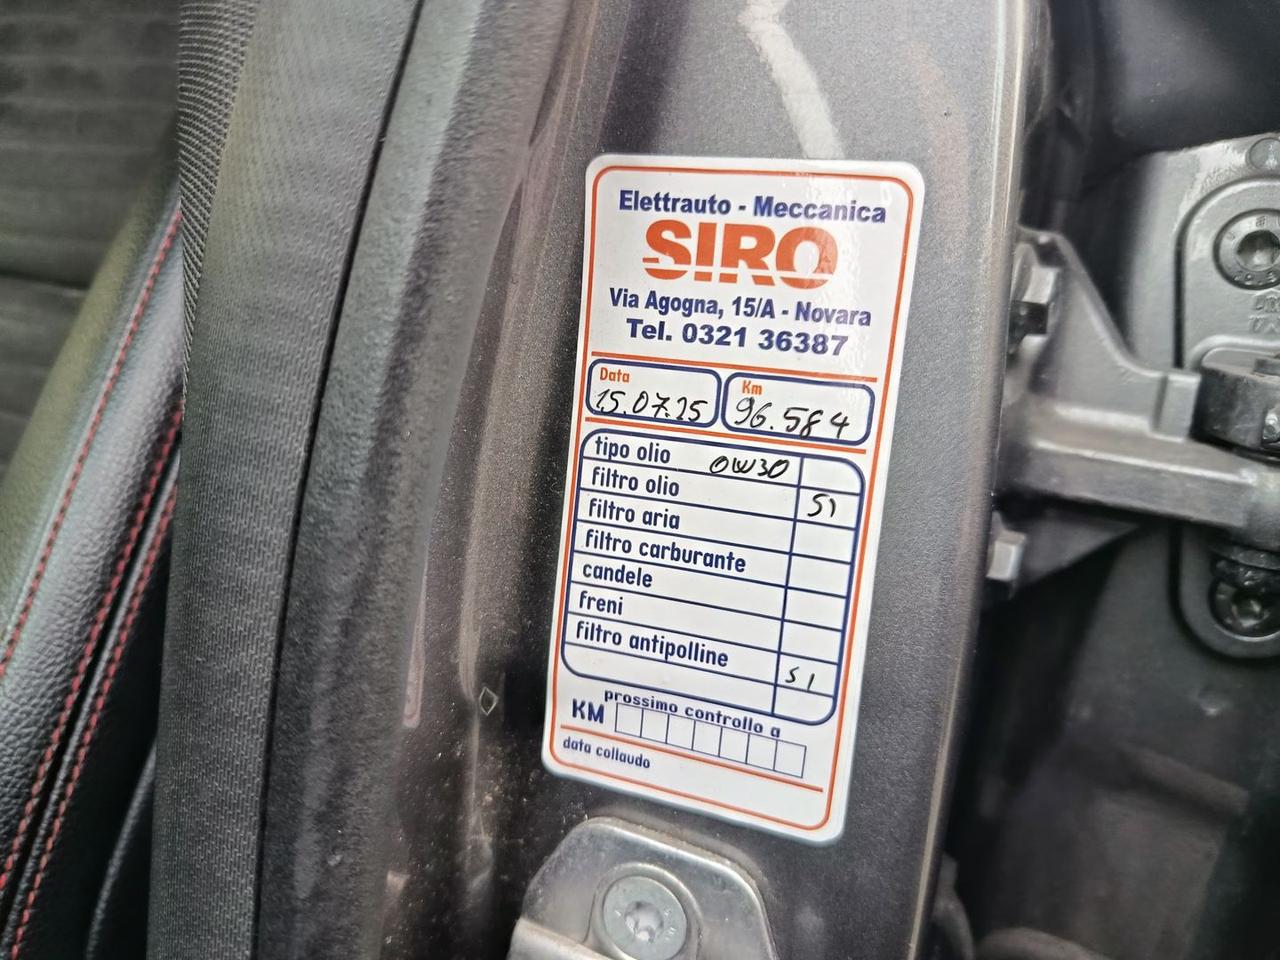 Elettrauto - Meccanica
SIRO
Via Agogna, 15/A - Novara
Tel. 0321 36387
Data
Km
15.07.25
96.584
tipo olio 0W30
filtro olio SI
filtro aria
filtro carburante
candele
freni
filtro antipolline SI
prossimo controllo a
KM
data collaudo